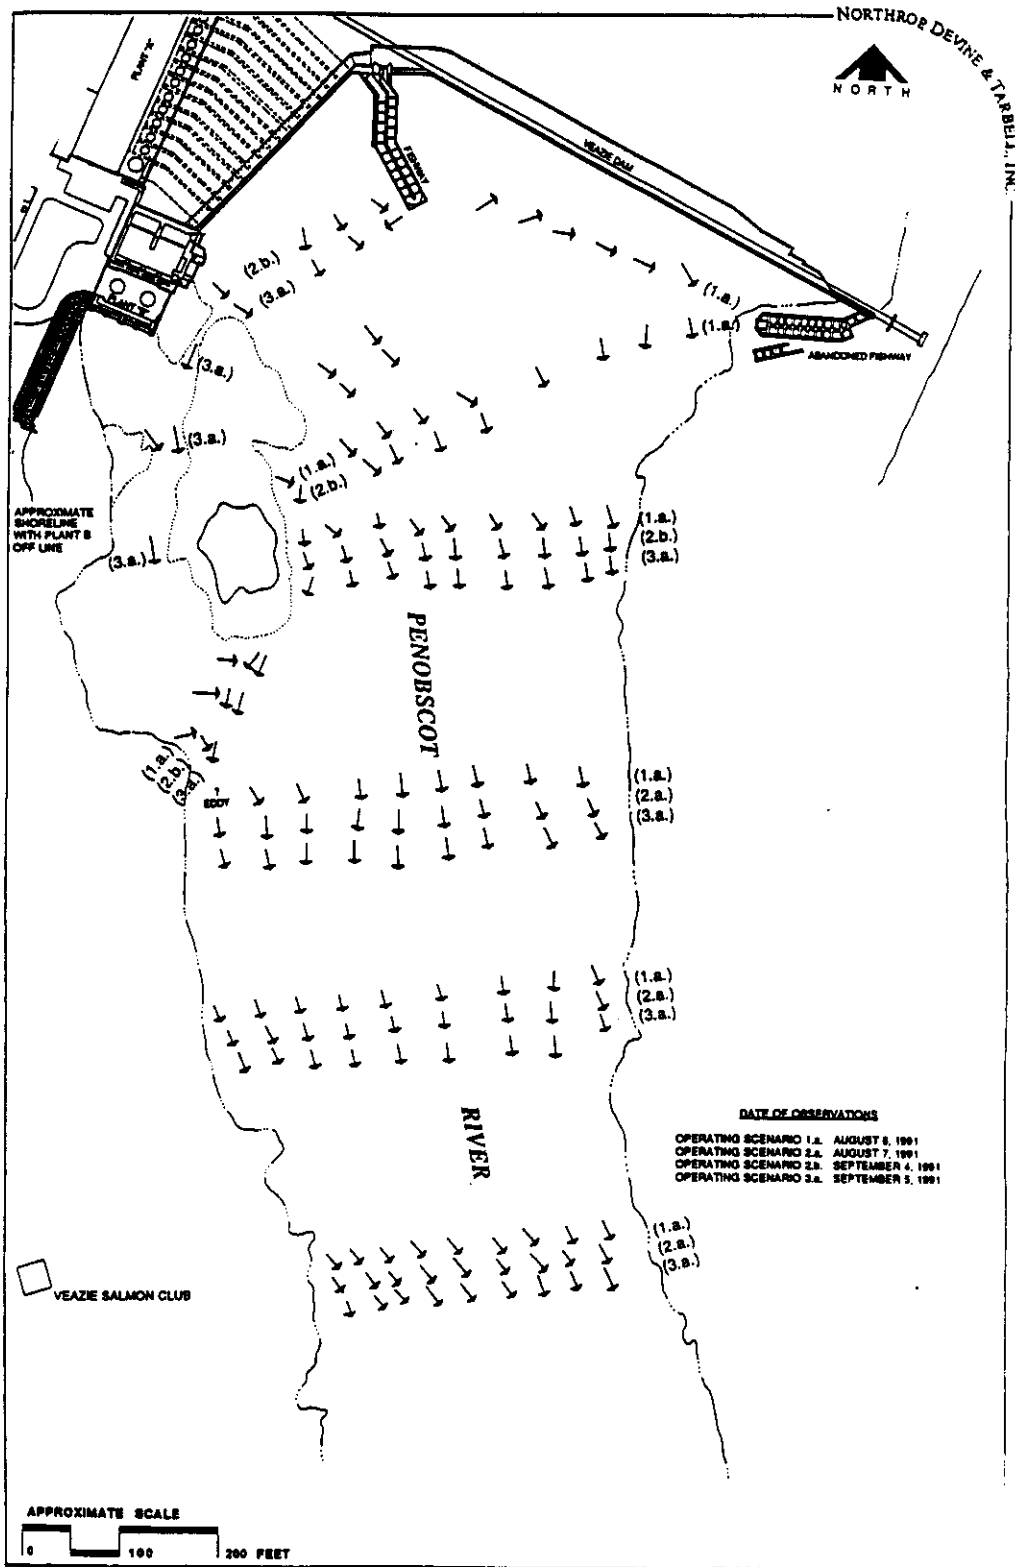 NORTHROP DEVINE & TARBELL, INC.
NORTH
PLANT "A"
FISHWAY
VEAZIE DAM
PLANT "B"
ABANDONED FISHWAY
(2.b.)
(3.a.)
(1.a.)
(1.a.)
(3.a.)
(3.a.)
(1.a.)
(2.b.)
APPROXIMATE
SHORELINE
WITH PLANT B
OFF LINE
(3.a.)
(1.a.)
(2.b.)
(3.a.)
PENOBSCOT
(1.a.)
(2.b.)
(3.a.)
EDDY
(1.a.)
(2.a.)
(3.a.)
(1.a.)
(2.a.)
(3.a.)
RIVER
DATE OF OBSERVATIONS
OPERATING SCENARIO 1.a. AUGUST 8, 1991
OPERATING SCENARIO 2.a. AUGUST 7, 1991
OPERATING SCENARIO 2.b. SEPTEMBER 4, 1991
OPERATING SCENARIO 3.a. SEPTEMBER 5, 1991
(1.a.)
(2.a.)
(3.a.)
VEAZIE SALMON CLUB
APPROXIMATE SCALE
0 100 200 FEET